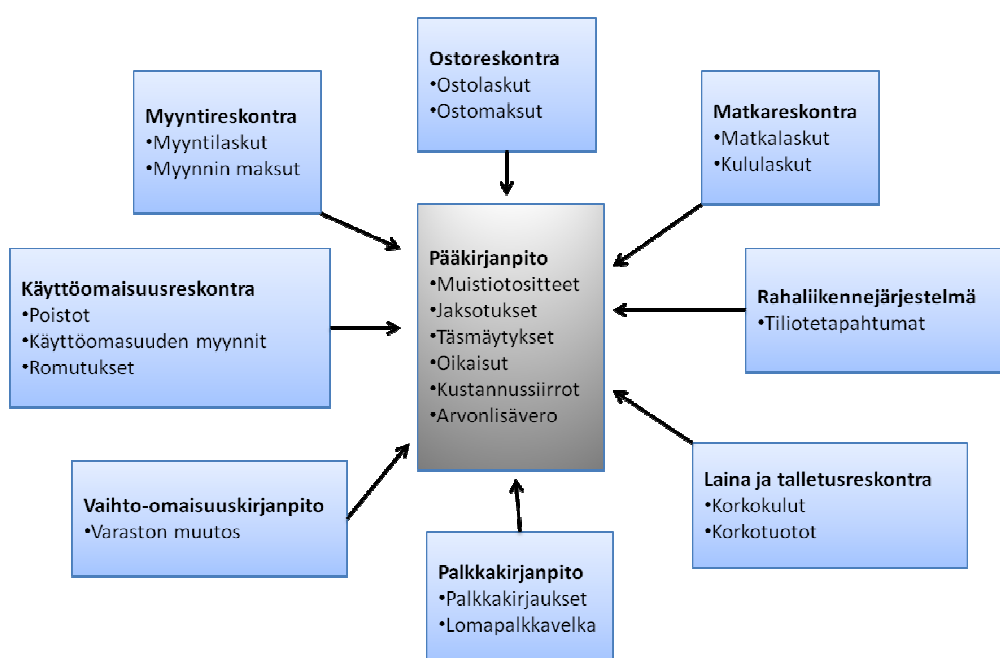 Ostoreskontra
•Ostolaskut
•Ostomaksut
Myyntireskontra
•Myyntilaskut
•Myynnin maksut
Matkareskontra
•Matkalaskut
•Kululaskut
Käyttöomaisuusreskontra
•Poistot
•Käyttöomasuuden myynnit
•Romutukset
Pääkirjanpito
•Muistiotositteet
•Jaksotukset
•Täsmäytykset
•Oikaisut
•Kustannussiirrot
•Arvonlisävero
Rahaliikennejärjestelmä
•Tiliotetapahtumat
Vaihto-omaisuuskirjanpito
•Varaston muutos
Laina ja talletusreskontra
•Korkokulut
•Korkotuotot
Palkkakirjanpito
•Palkkakirjaukset
•Lomapalkkavelka